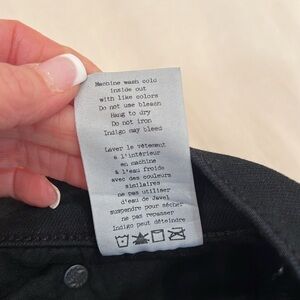 Machine wash cold
inside out
with like colors
Do not use bleach
Hang to dry
Do not iron
Indigo may bleed
Laver le vêtement
à l'intérieur
en machine
à l'eau froide
avec des couleurs
similaires
ne pas utiliser
d'eau de Javel
suspendre pour sécher
ne pas repasser
Indigo peut déteindre